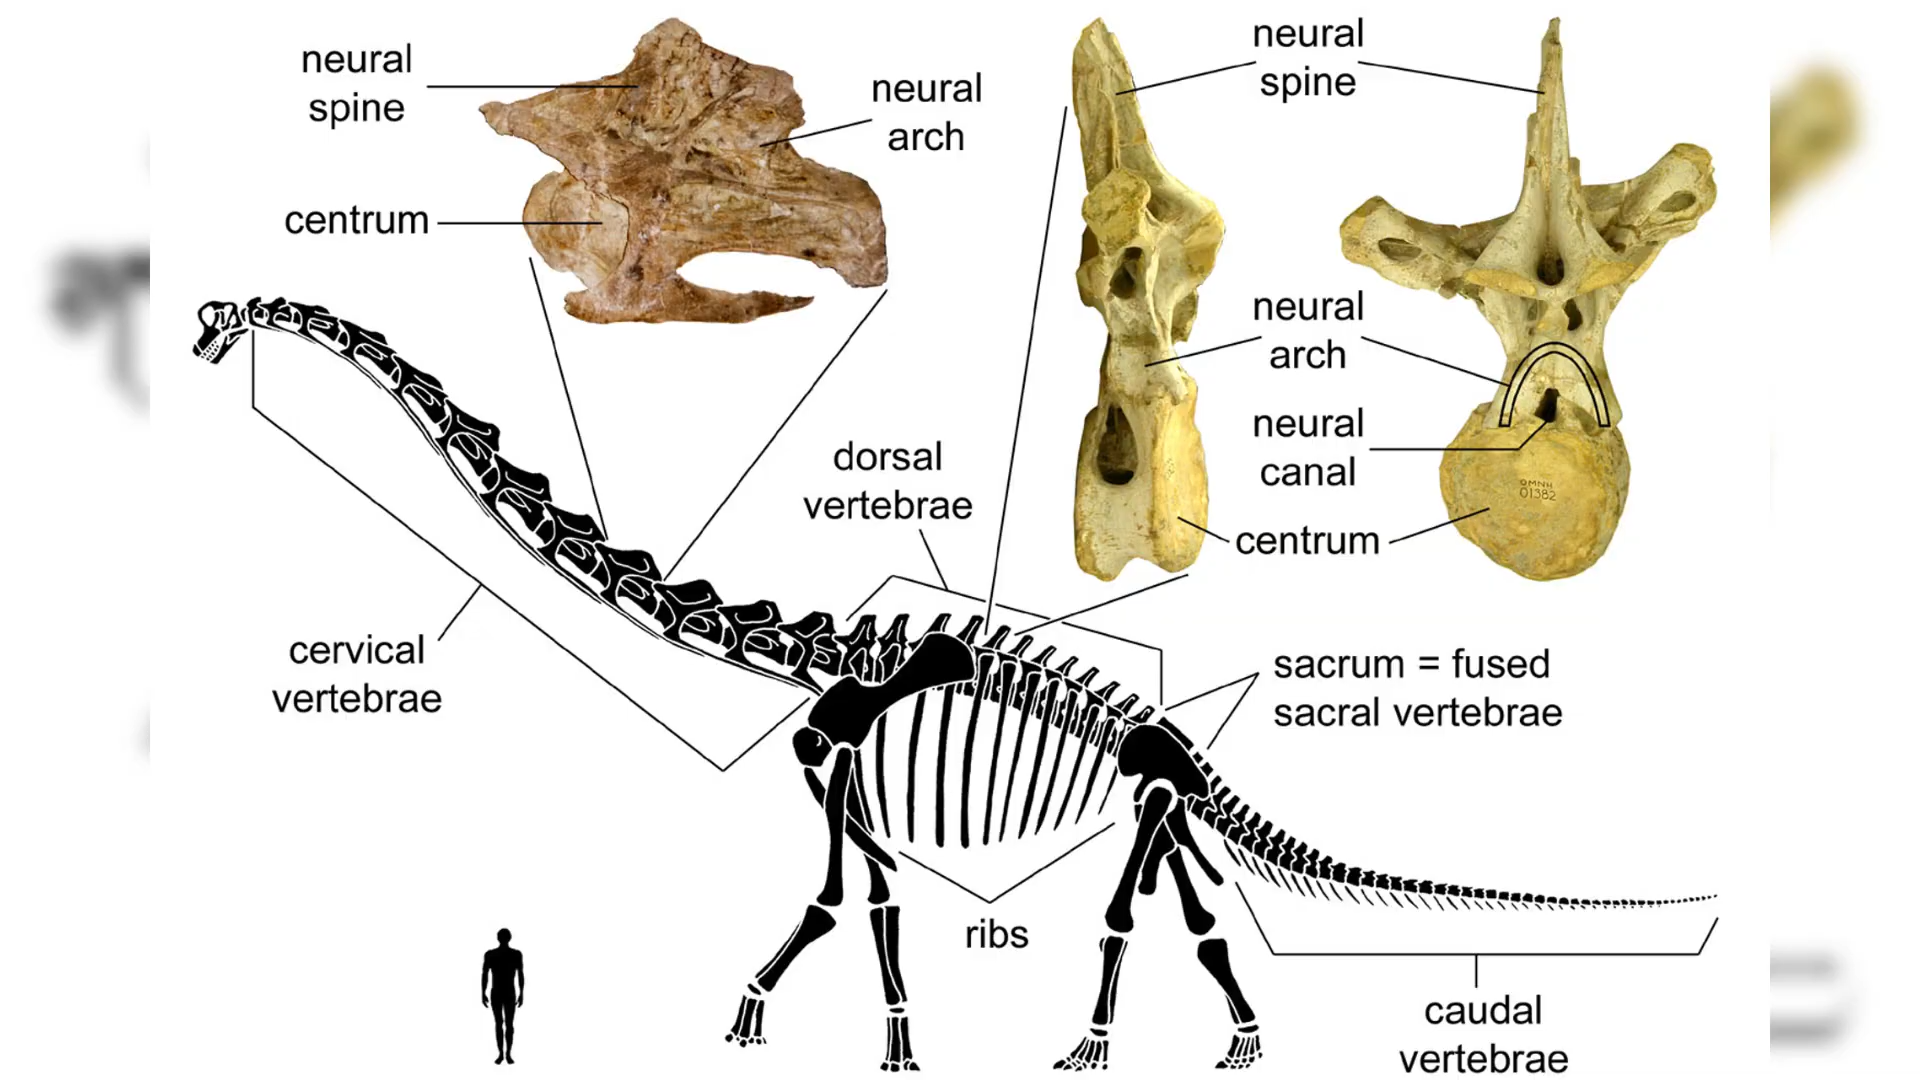 neural
spine
neural
arch
centrum
neural
spine
neural
arch
neural
canal
OMNH
01382
centrum
dorsal
vertebrae
cervical
vertebrae
sacrum = fused
sacral vertebrae
ribs
caudal
vertebrae